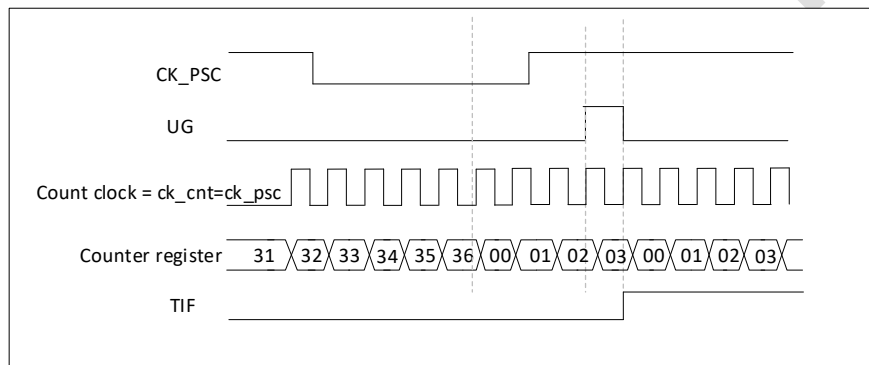 CK_PSC
UG
Count clock = ck_cnt=ck_psc
Counter register 31 32 33 34 35 36 00 01 02 03 00 01 02 03
TIF